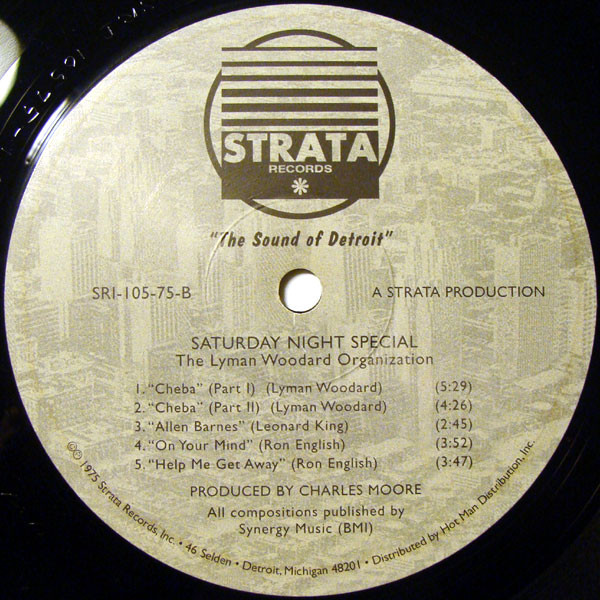 STRATA
RECORDS
"The Sound of Detroit"
SRI-105-75-B
A STRATA PRODUCTION
SATURDAY NIGHT SPECIAL
The Lyman Woodard Organization
1. "Cheba" (Part I) (Lyman Woodard) (5:29)
2. "Cheba" (Part II) (Lyman Woodard) (4:26)
3. "Allen Barnes" (Leonard King) (2:45)
4. "On Your Mind" (Ron English) (3:52)
5. "Help Me Get Away" (Ron English) (3:47)
PRODUCED BY CHARLES MOORE
All compositions published by
Synergy Music (BMI)
©℗ 1975 Strata Records, Inc. • 46 Selden • Detroit, Michigan 48201 • Distributed by Hot Man Distribution, Inc.